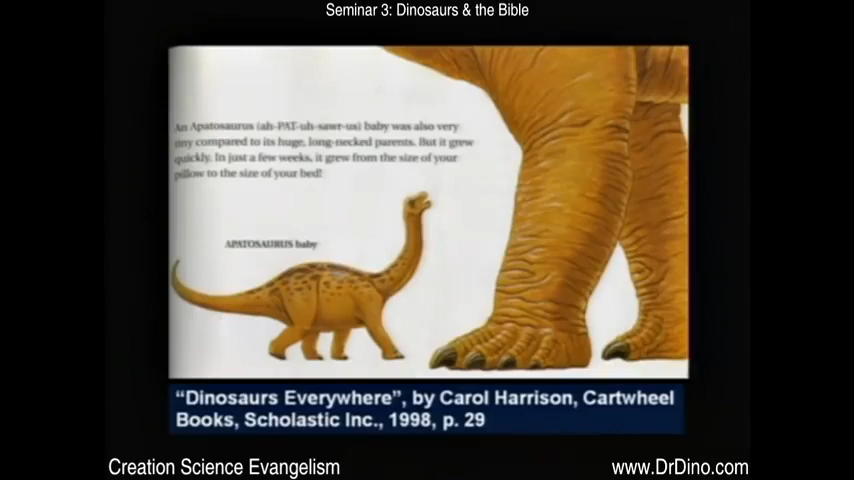 Seminar 3: Dinosaurs & the Bible
An Apatosaurus (ah-PAT-uh-sawr-us) baby was also very
tiny compared to its huge, long-necked parents. But it grew
quickly. In just a few weeks, it grew from the size of your
pillow to the size of your bed!
APATOSAURUS baby
“Dinosaurs Everywhere”, by Carol Harrison, Cartwheel
Books, Scholastic Inc., 1998, p. 29
Creation Science Evangelism
www.DrDino.com